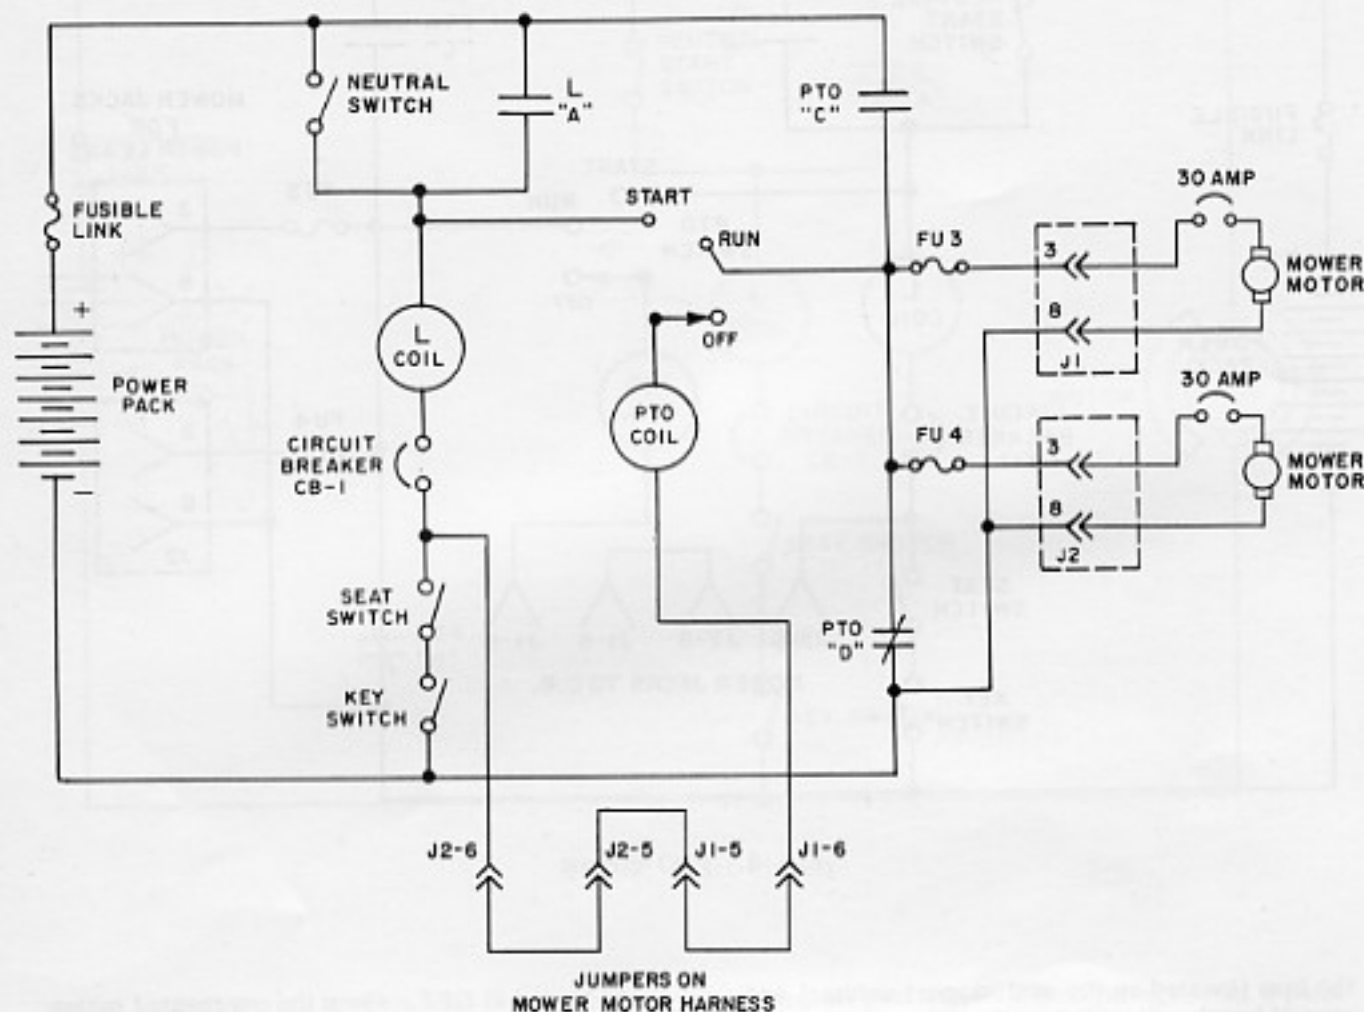 NEUTRAL
SWITCH
L
"A"
PTO
"C"
FUSIBLE
LINK
START
RUN
OFF
30 AMP
FU 3
3
8
J1
MOWER
MOTOR
+
POWER
PACK
−
L
COIL
PTO
COIL
CIRCUIT
BREAKER
CB-1
30 AMP
FU 4
3
8
J2
MOWER
MOTOR
SEAT
SWITCH
PTO
"D"
KEY
SWITCH
J2-6
J2-5
J1-5
J1-6
JUMPERS ON
MOWER MOTOR HARNESS